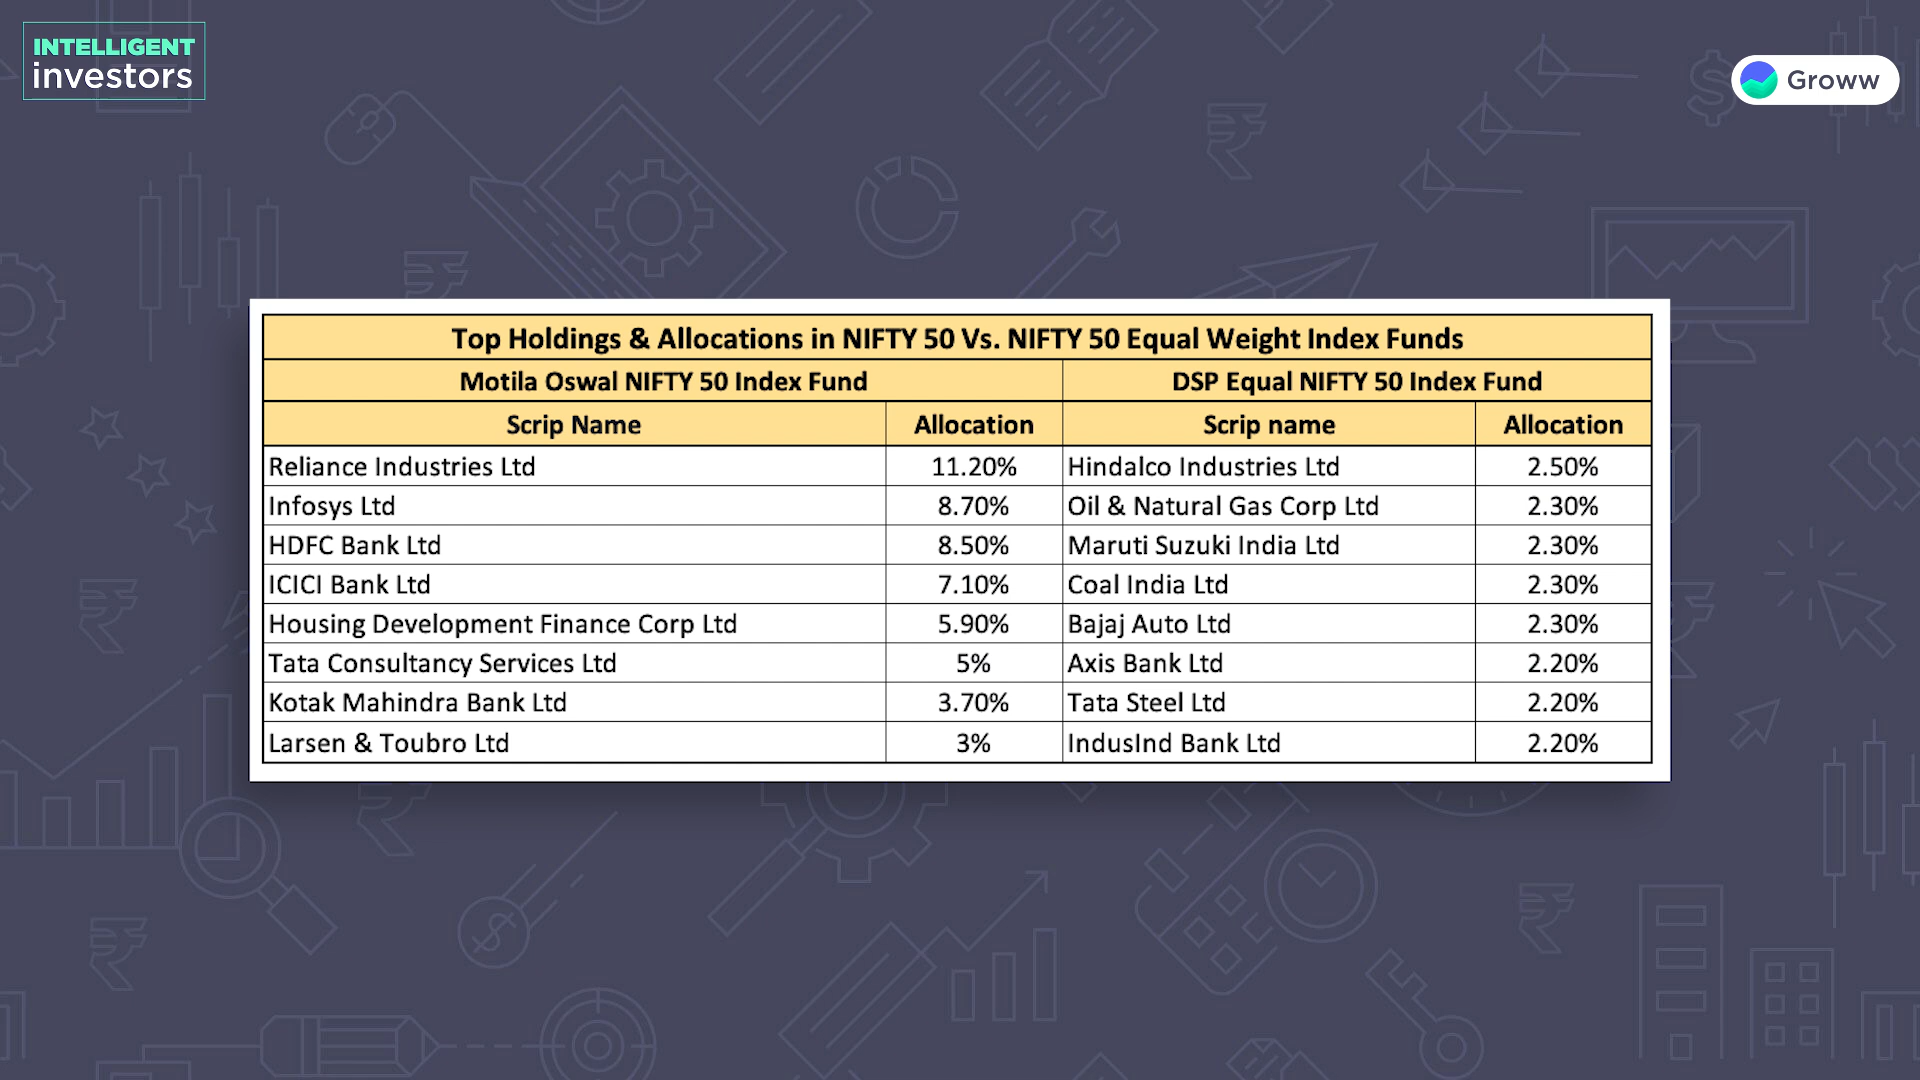 INTELLIGENT
investors
Groww
Top Holdings & Allocations in NIFTY 50 Vs. NIFTY 50 Equal Weight Index Funds
Motila Oswal NIFTY 50 Index Fund DSP Equal NIFTY 50 Index Fund
Scrip Name Allocation Scrip name Allocation
Reliance Industries Ltd 11.20% Hindalco Industries Ltd 2.50%
Infosys Ltd 8.70% Oil & Natural Gas Corp Ltd 2.30%
HDFC Bank Ltd 8.50% Maruti Suzuki India Ltd 2.30%
ICICI Bank Ltd 7.10% Coal India Ltd 2.30%
Housing Development Finance Corp Ltd 5.90% Bajaj Auto Ltd 2.30%
Tata Consultancy Services Ltd 5% Axis Bank Ltd 2.20%
Kotak Mahindra Bank Ltd 3.70% Tata Steel Ltd 2.20%
Larsen & Toubro Ltd 3% IndusInd Bank Ltd 2.20%